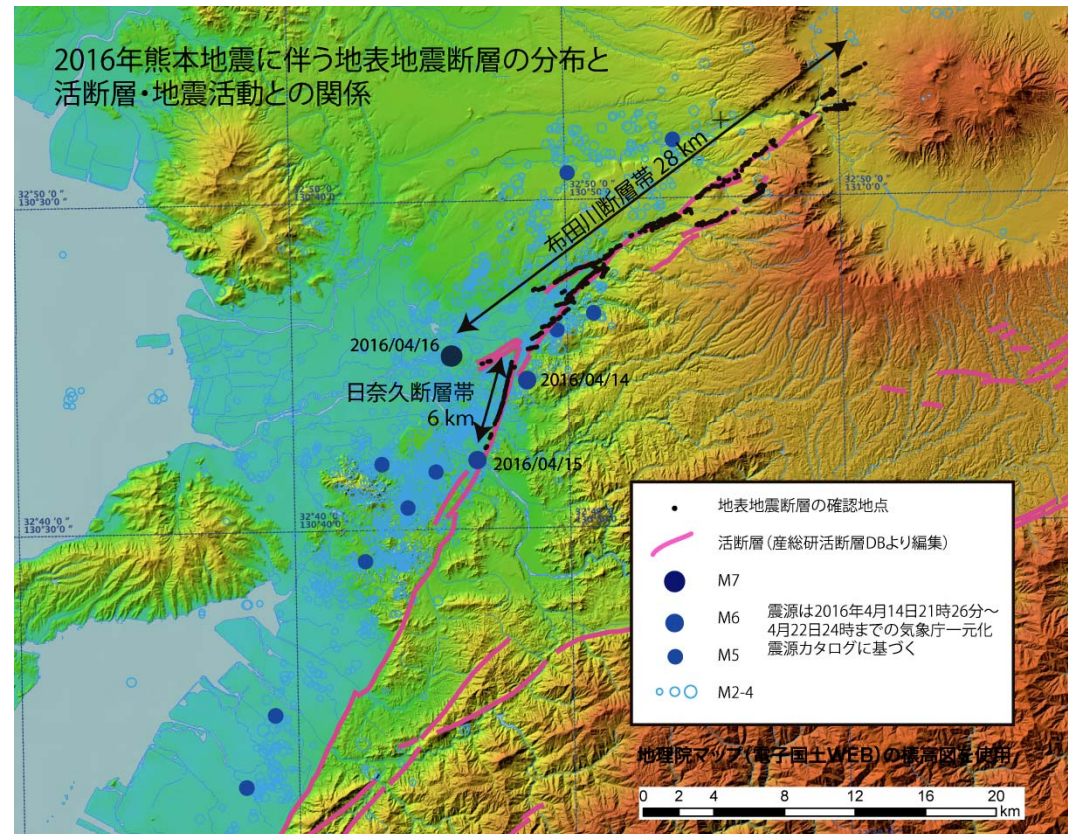 2016年熊本地震に伴う地表地震断層の分布と
活断層・地震活動との関係
布田川断層帯 28 km
32°50 '0 "
130°30'0 "
32°50 '0 "
130°40'0 "
32°50 '0 "
130°50 '0 "
32°50 '0 "
131°0'0 "
2016/04/16
2016/04/14
日奈久断層帯
6 km
2016/04/15
32°40 '0 "
130°30'0 "
32°40 '0 "
130°40'0 "
地表地震断層の確認地点
活断層(産総研活断層DBより編集)
M7
M6
M5
M2-4
震源は2016年4月14日21時26分～
4月22日24時までの気象庁一元化
震源カタログに基づく
地理院マップ(電子国土WEB)の標高図を使用
0 2 4 8 12 16 20
km